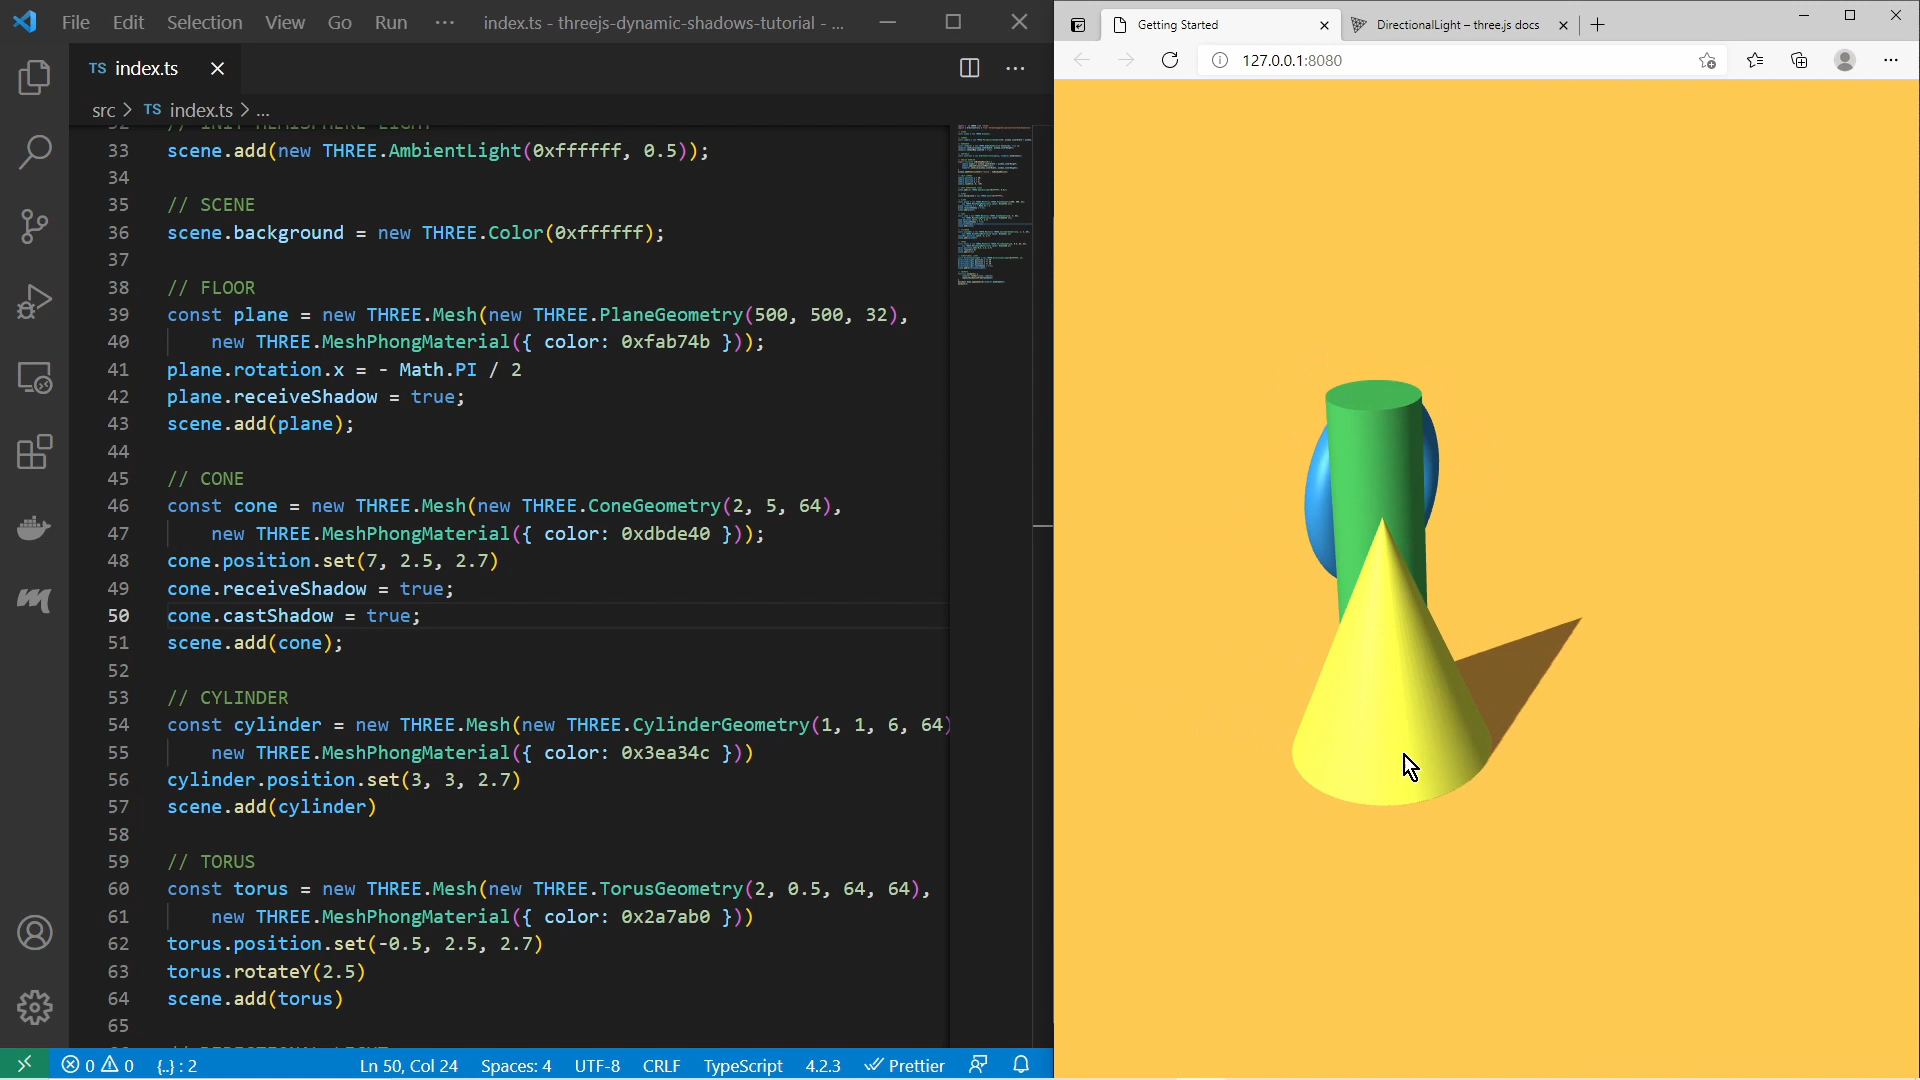 File Edit Selection View Go Run ··· index.ts - threejs-dynamic-shadows-tutorial - ...
TS index.ts
src > TS index.ts > ...
32 // INIT HEMISPHERE LIGHT
33 scene.add(new THREE.AmbientLight(0xffffff, 0.5));
34
35 // SCENE
36 scene.background = new THREE.Color(0xffffff);
37
38 // FLOOR
39 const plane = new THREE.Mesh(new THREE.PlaneGeometry(500, 500, 32),
40 new THREE.MeshPhongMaterial({ color: 0xfab74b }));
41 plane.rotation.x = - Math.PI / 2
42 plane.receiveShadow = true;
43 scene.add(plane);
44
45 // CONE
46 const cone = new THREE.Mesh(new THREE.ConeGeometry(2, 5, 64),
47 new THREE.MeshPhongMaterial({ color: 0xdbde40 }));
48 cone.position.set(7, 2.5, 2.7)
49 cone.receiveShadow = true;
50 cone.castShadow = true;
51 scene.add(cone);
52
53 // CYLINDER
54 const cylinder = new THREE.Mesh(new THREE.CylinderGeometry(1, 1, 6, 64)
55 new THREE.MeshPhongMaterial({ color: 0x3ea34c }))
56 cylinder.position.set(3, 3, 2.7)
57 scene.add(cylinder)
58
59 // TORUS
60 const torus = new THREE.Mesh(new THREE.TorusGeometry(2, 0.5, 64, 64),
61 new THREE.MeshPhongMaterial({ color: 0x2a7ab0 }))
62 torus.position.set(-0.5, 2.5, 2.7)
63 torus.rotateY(2.5)
64 scene.add(torus)
65
// DIRECTIONAL LIGHT
0 0 {..} : 2 Ln 50, Col 24 Spaces: 4 UTF-8 CRLF TypeScript 4.2.3 Prettier
Getting Started DirectionalLight – three.js docs
127.0.0.1:8080